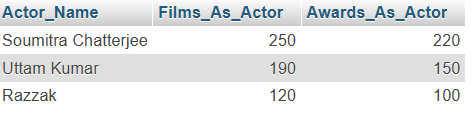 Actor_Name Films_As_Actor Awards_As_Actor
Soumitra Chatterjee 250 220
Uttam Kumar 190 150
Razzak 120 100